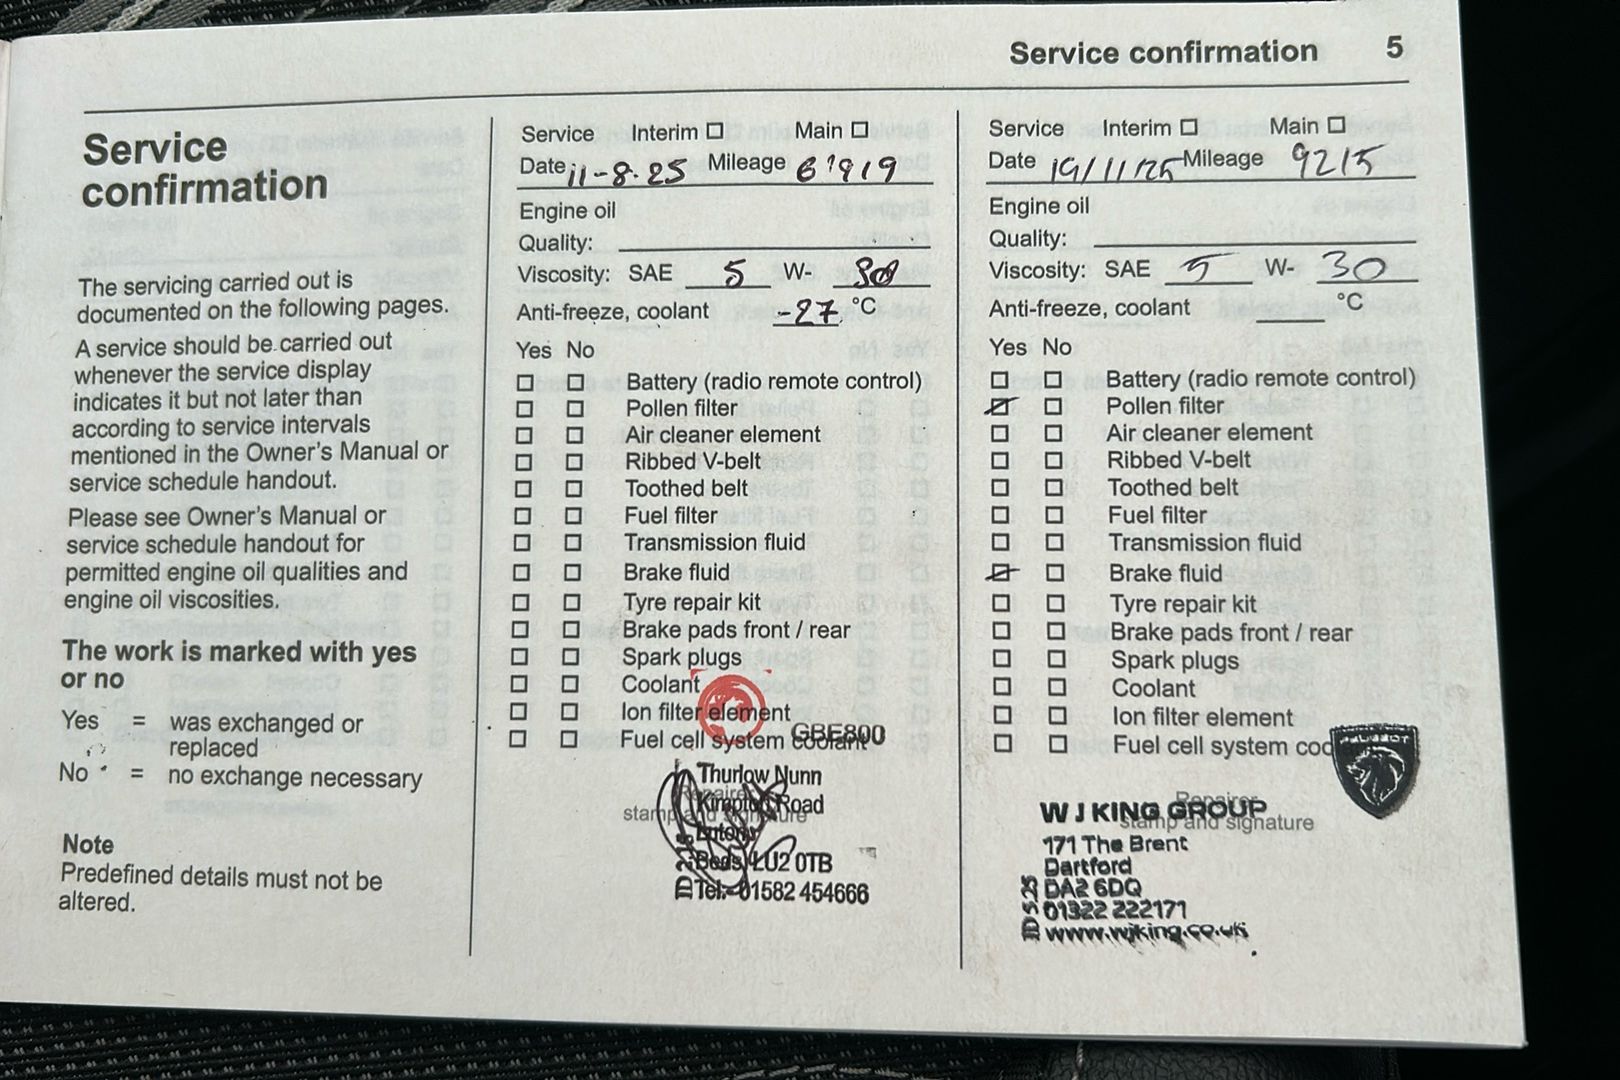 Service confirmation 5
Service
confirmation
The servicing carried out is
documented on the following pages.
A service should be carried out
whenever the service display
indicates it but not later than
according to service intervals
mentioned in the Owner's Manual or
service schedule handout.
Please see Owner's Manual or
service schedule handout for
permitted engine oil qualities and
engine oil viscosities.
The work is marked with yes
or no
Yes = was exchanged or
replaced
No = no exchange necessary
Note
Predefined details must not be
altered.
Service Interim Main
Date 11-8-25 Mileage
Engine oil
Quality:
Viscosity: SAE 5 W- 30
Anti-freeze, coolant -27 °C
Yes No
Battery (radio remote control)
Pollen filter
Air cleaner element
Ribbed V-belt
Toothed belt
Fuel filter
Transmission fluid
Brake fluid
Tyre repair kit
Brake pads front / rear
Spark plugs
Coolant
Ion filter element
Fuel cell system coolant
GBE800
Thurlow Nunn
Repairer
Kimpton Road
stamp and signature
Luton
Beds, LU2 0TB
Tel:- 01582 454666
Service Interim Main
Date 19/11/25 Mileage 9215
Engine oil
Quality:
Viscosity: SAE 5 W- 30
Anti-freeze, coolant °C
Yes No
Battery (radio remote control)
Pollen filter
Air cleaner element
Ribbed V-belt
Toothed belt
Fuel filter
Transmission fluid
Brake fluid
Tyre repair kit
Brake pads front / rear
Spark plugs
Coolant
Ion filter element
Fuel cell system
PEUGEOT
Repairer
W J KING GROUP
stamp and signature
171 The Brent
Dartford
DA2 6DQ
01322 222171
www.wjking.co.uk